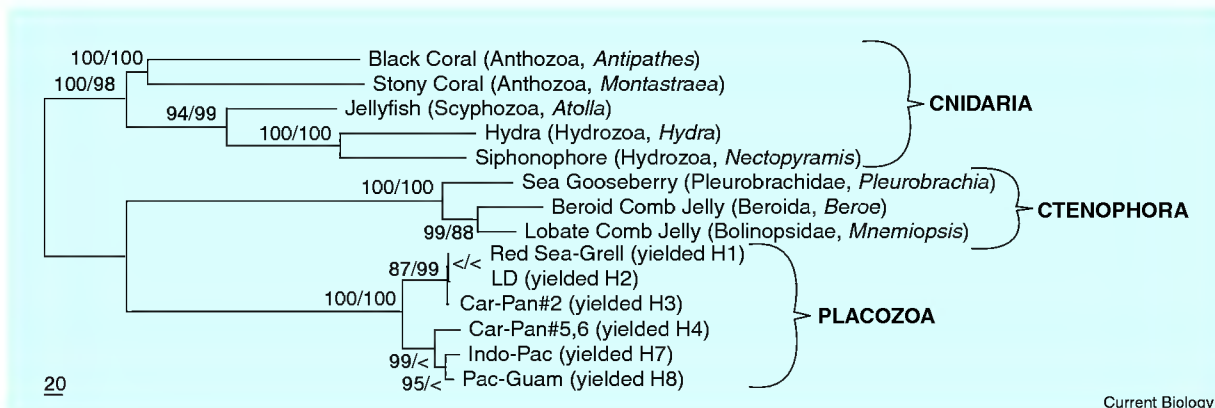 100/100
Black Coral (Anthozoa, Antipathes)
100/98
Stony Coral (Anthozoa, Montastraea)
94/99
Jellyfish (Scyphozoa, Atolla)
CNIDARIA
100/100
Hydra (Hydrozoa, Hydra)
Siphonophore (Hydrozoa, Nectopyramis)
100/100
Sea Gooseberry (Pleurobrachidae, Pleurobrachia)
Beroid Comb Jelly (Beroida, Beroe)
CTENOPHORA
99/88
Lobate Comb Jelly (Bolinopsidae, Mnemiopsis)
87/99
</<
Red Sea-Grell (yielded H1)
LD (yielded H2)
100/100
Car-Pan#2 (yielded H3)
PLACOZOA
Car-Pan#5,6 (yielded H4)
99/<
Indo-Pac (yielded H7)
95/<
Pac-Guam (yielded H8)
20
Current Biology